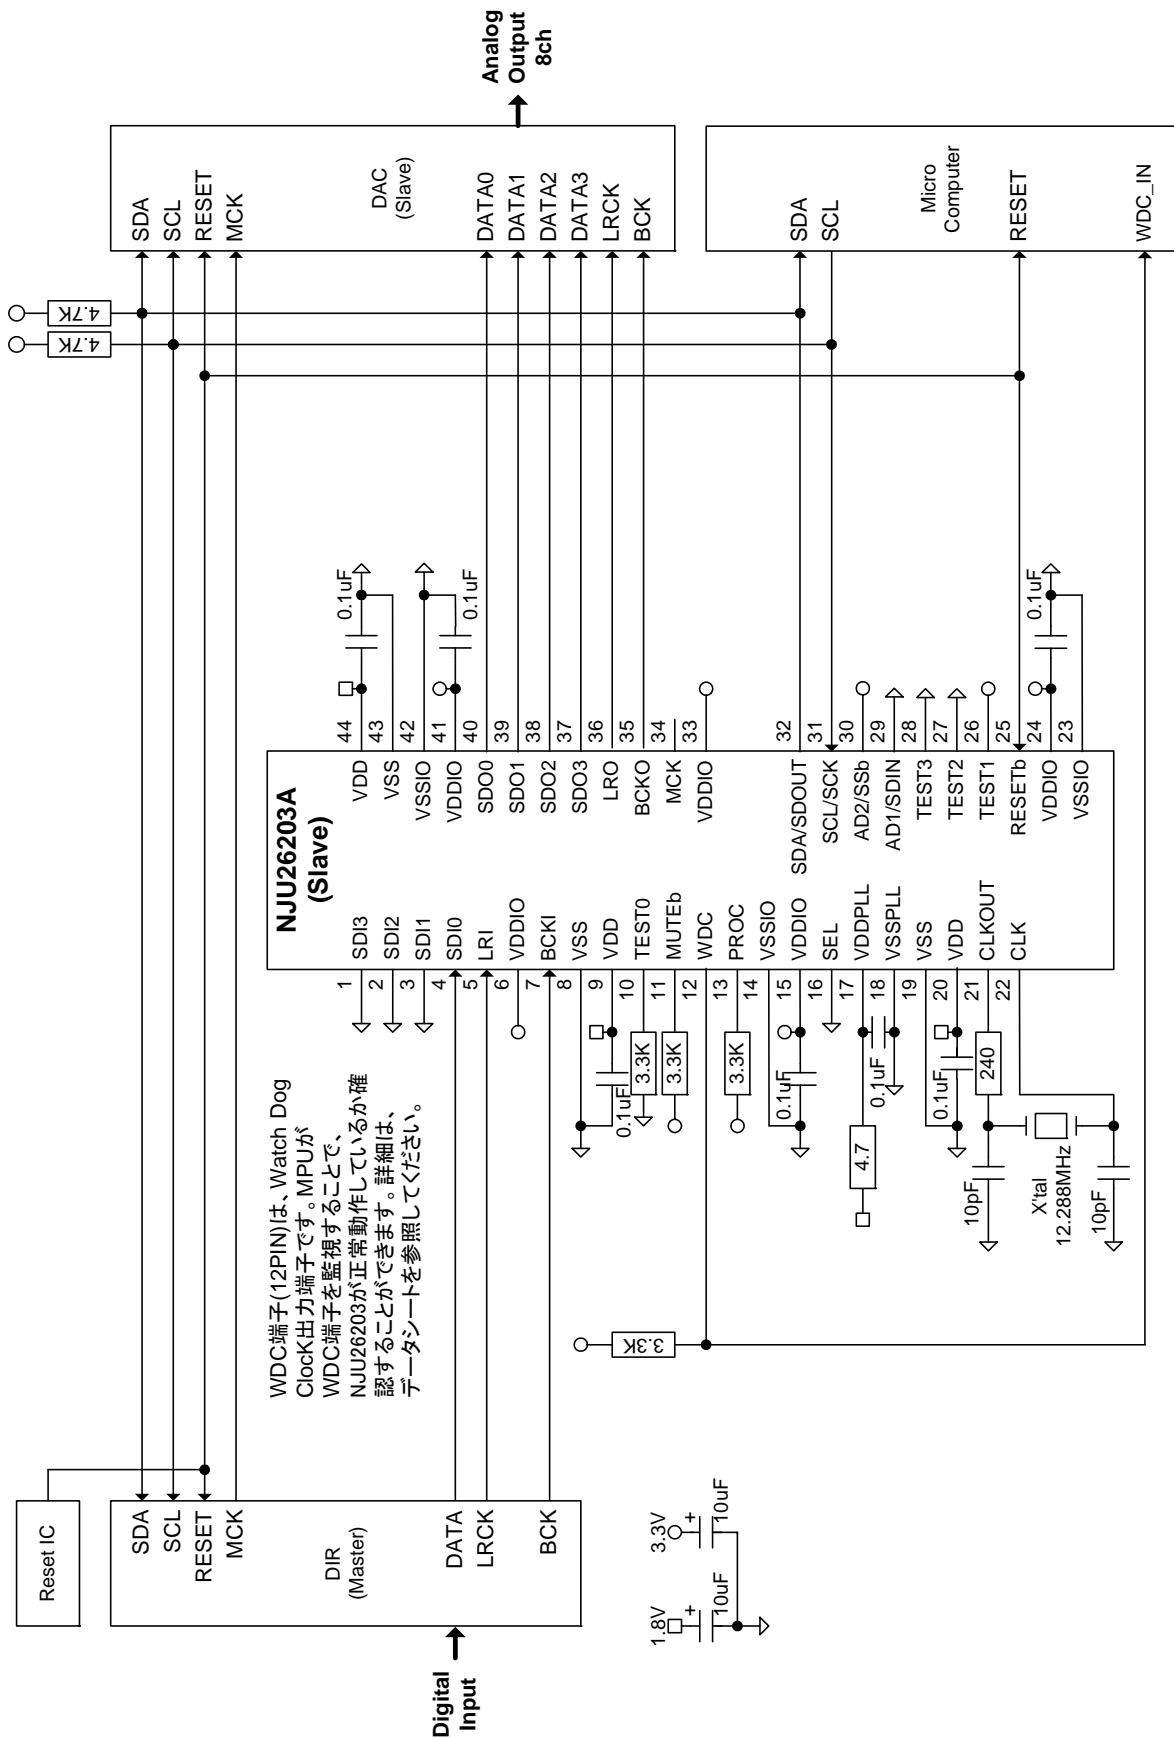 Reset IC
SDA
SCL
RESET
MCK
DATA
LRCK
BCK
DIR
(Master)
Digital
Input
4.7K
4.7K
SDA
SCL
RESET
MCK
DATA0
DATA1
DATA2
DATA3
LRCK
BCK
DAC
(Slave)
Analog
Output
8ch
WDC端子(12PIN)は、Watch Dog
ClocK出力端子です。MPUが
WDC端子を監視することで、
NJU26203が正常動作しているか確
認することができます。詳細は、
データシートを参照してください。
NJU26203A
(Slave)
1 SDI3
2 SDI2
3 SDI1
4 SDI0
5 LRI
6 VDDIO
7 BCKI
8 VSS
9 VDD
10 TEST0
11 MUTEb
12 WDC
13 PROC
14 VSSIO
15 VDDIO
16 SEL
17 VDDPLL
18 VSSPLL
19 VSS
20 VDD
21 CLKOUT
22 CLK
VDD 44
VSS 43
VSSIO 42
VDDIO 41
SDO0 40
SDO1 39
SDO2 38
SDO3 37
LRO 36
BCKO 35
MCK 34
VDDIO 33
SDA/SDOUT 32
SCL/SCK 31
AD2/SSb 30
AD1/SDIN 29
TEST3 28
TEST2 27
TEST1 26
RESETb 25
VDDIO 24
VSSIO 23
0.1uF
0.1uF
0.1uF
0.1uF
3.3K
3.3K
3.3K
0.1uF
4.7
0.1uF
0.1uF
240
10pF
X'tal
12.288MHz
10pF
3.3K
1.8V
+
10uF
3.3V
+
10uF
SDA
SCL
RESET
WDC_IN
Micro
Computer